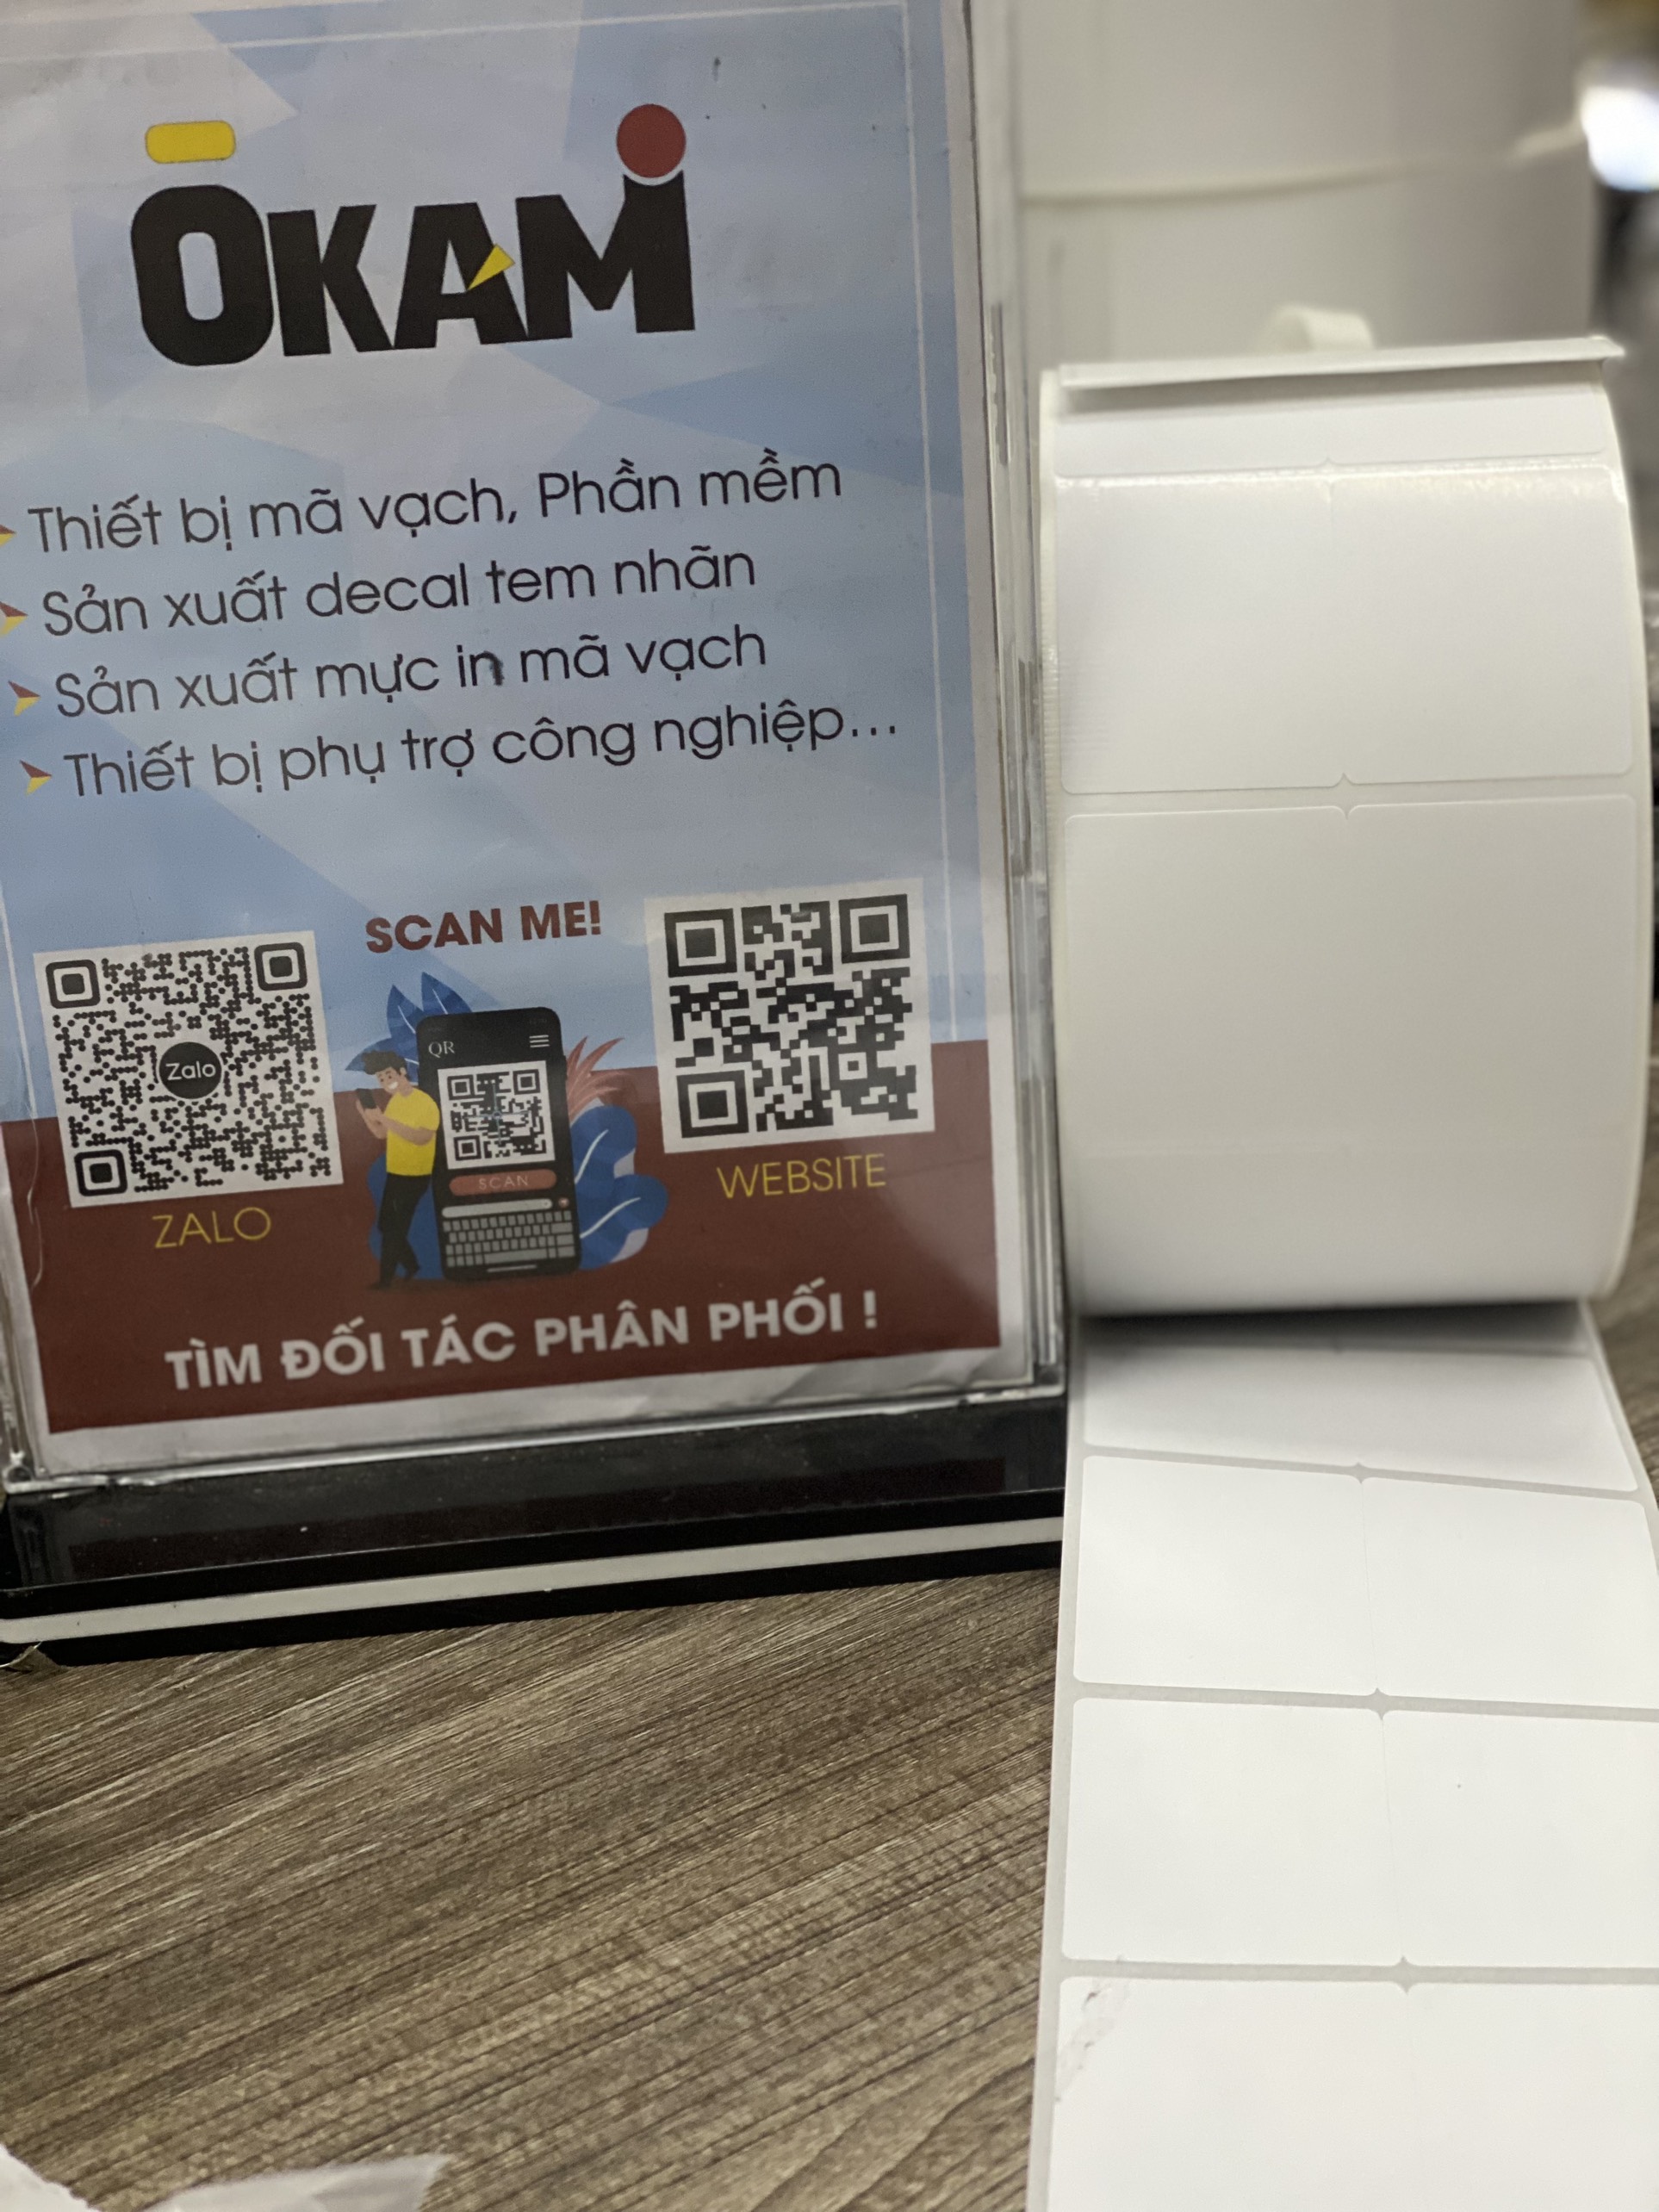 ŌKAM
Thiết bị mã vạch, Phần mềm
Sản xuất decal tem nhãn
Sản xuất mực in mã vạch
Thiết bị phụ trợ công nghiệp...
SCAN ME!
Zalo
QR
SCAN
ZALO
WEBSITE
TÌM ĐỐI TÁC PHÂN PHỐI !